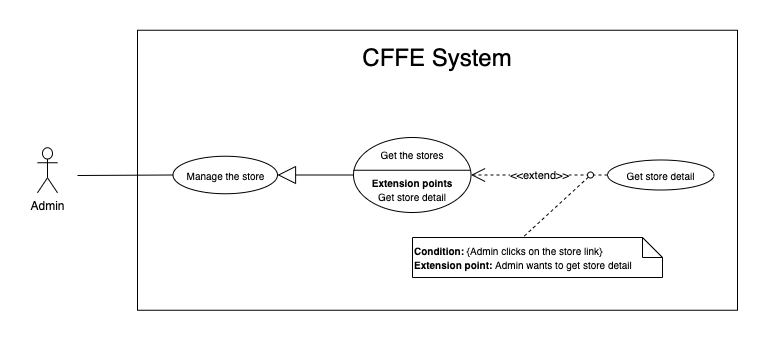 CFFE System
Admin
Manage the store
Get the stores
Extension points
Get store detail
<<extend>>
Get store detail
Condition: {Admin clicks on the store link}
Extension point: Admin wants to get store detail